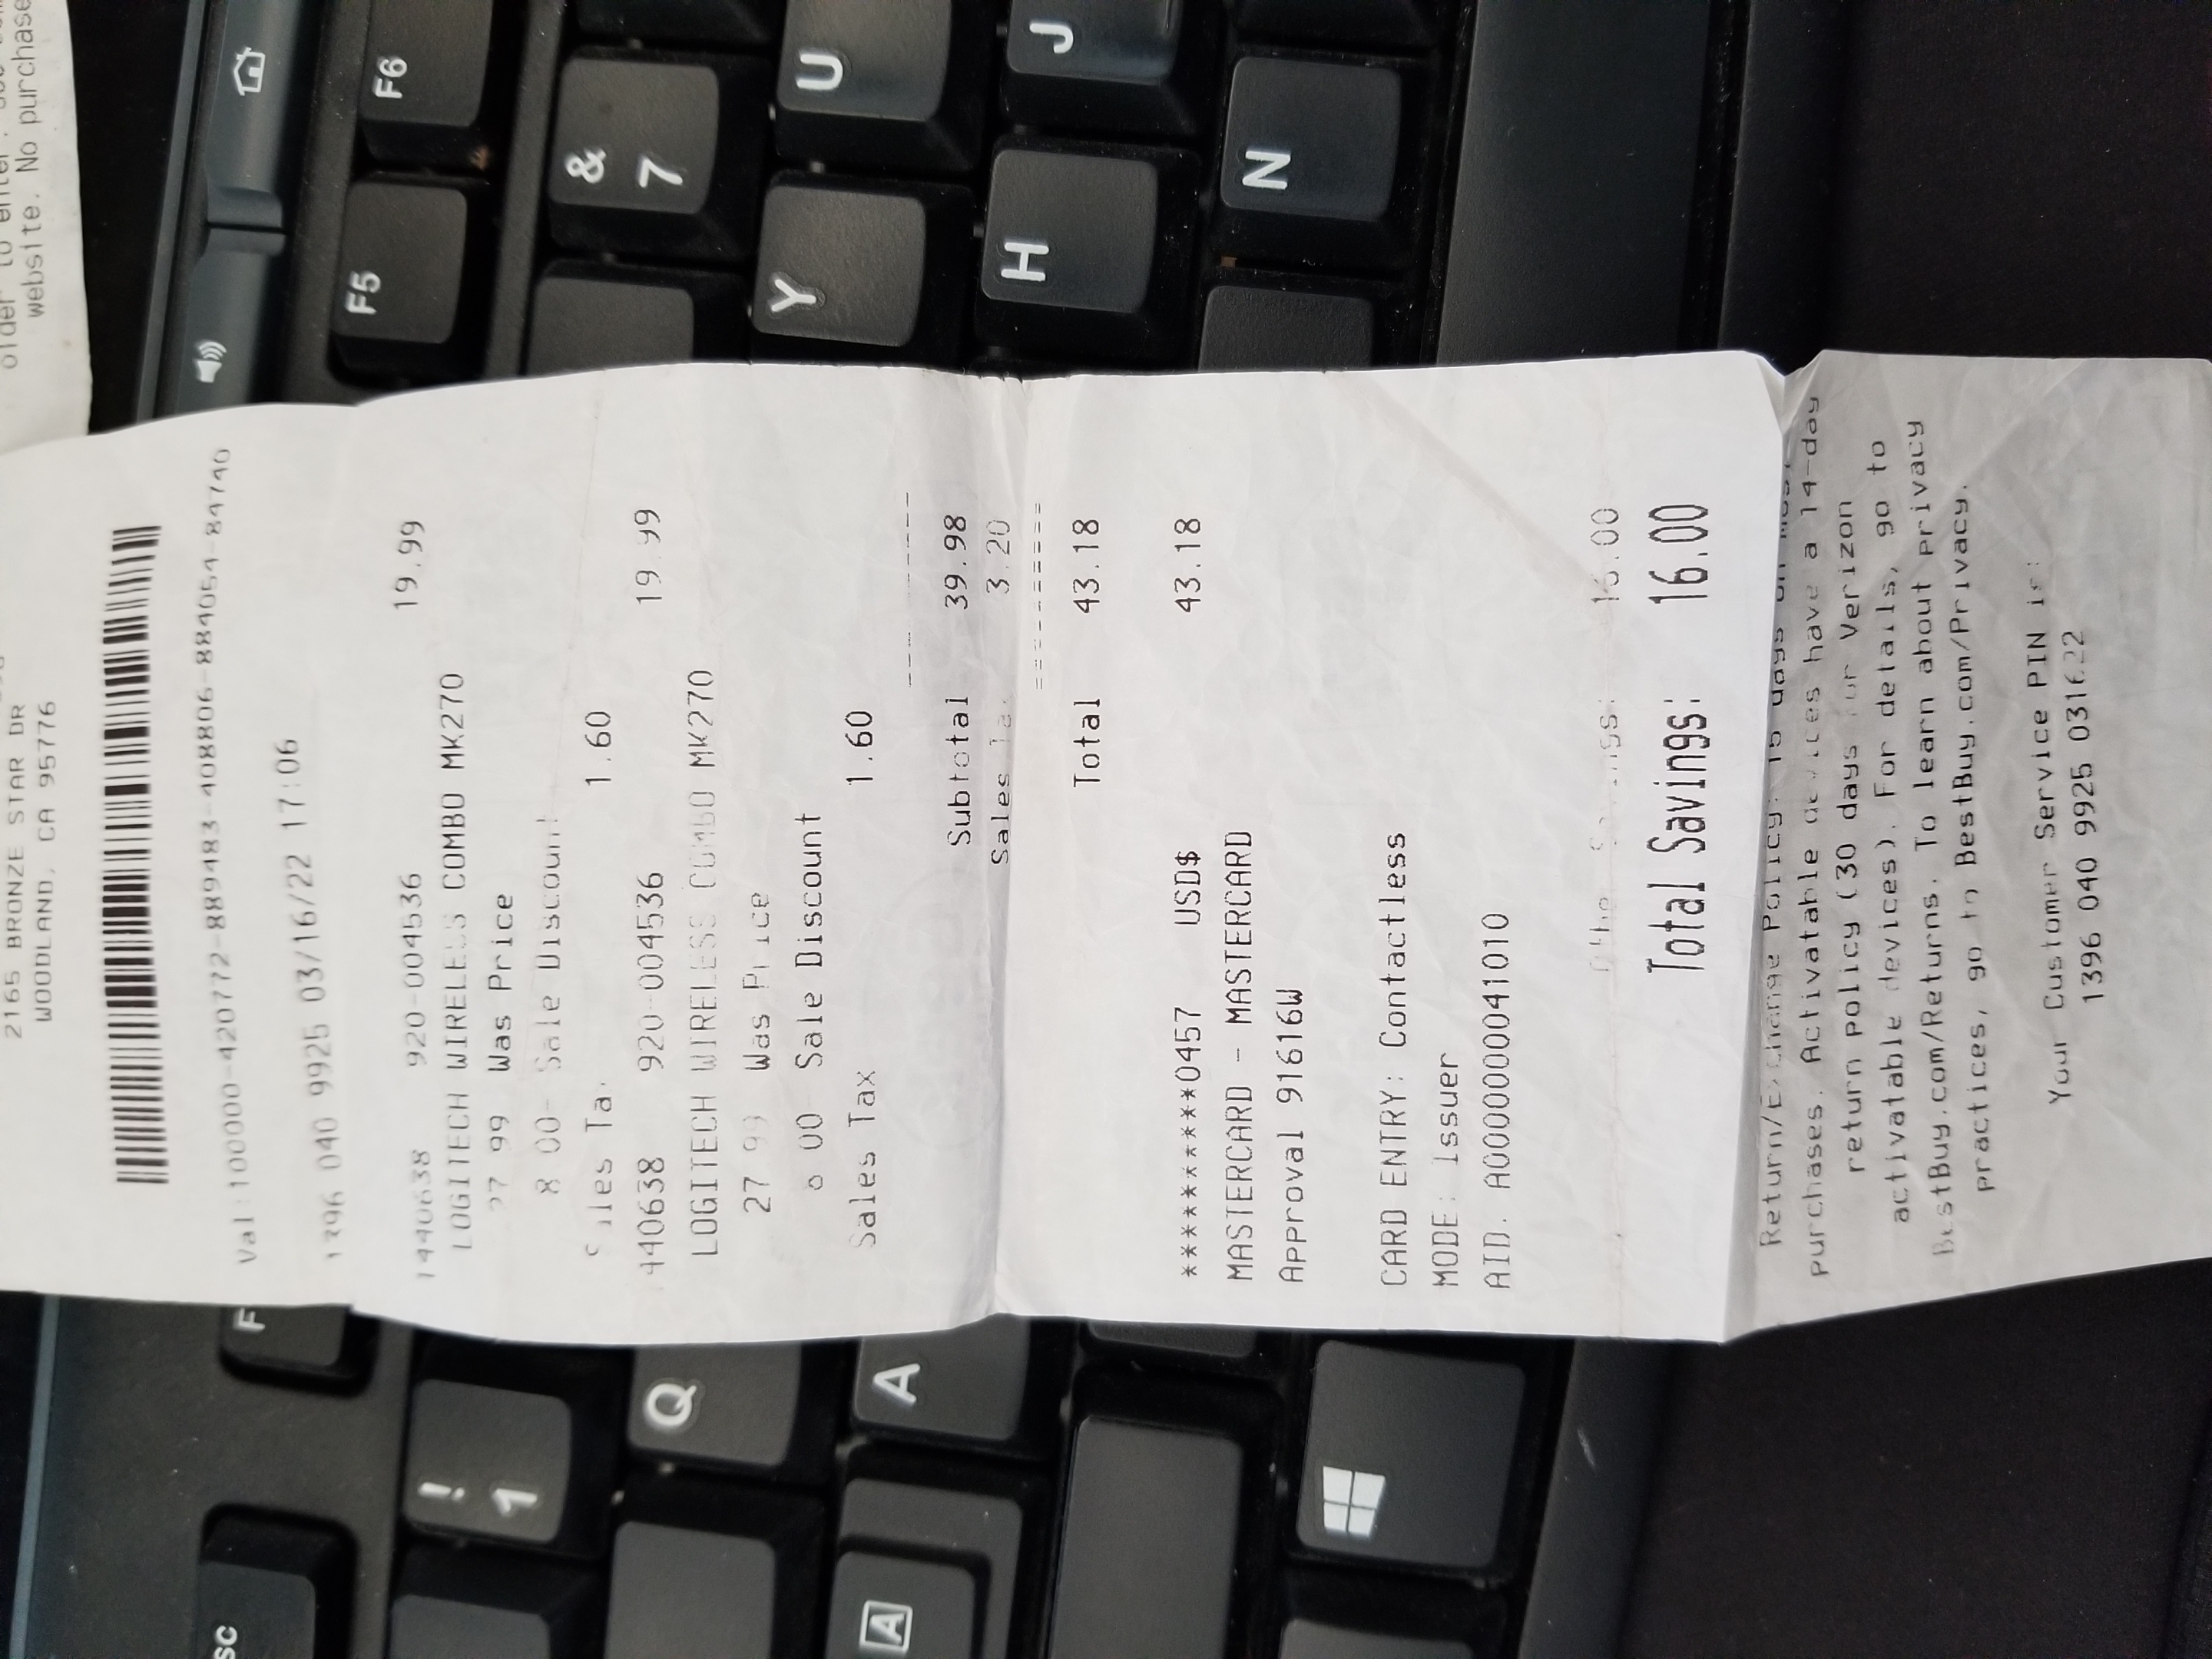 2165 BRONZE STAR DR
WOODLAND, CA 95776
order to enter.
website. No purchase
Val:100000-420772-889483-408806-884054-84740
1396 040 9925 03/16/22 17:06
1440638 920-004536 19.99
LOGITECH WIRELESS COMBO MK270
27.99 Was Price
8.00- Sale Discount
Sales Tax 1.60
440638 920-004536 19.99
LOGITECH WIRELESS COMBO MK270
27.99 Was Price
8.00 Sale Discount
Sales Tax 1.60
----------
Subtotal 39.98
Sales Tax 3.20
==========
Total 43.18
**********0457 USD$ 43.18
MASTERCARD - MASTERCARD
Approval 91616W
CARD ENTRY: Contactless
MODE: Issuer
AID. A0000000041010
Other Savings: 16.00
Total Savings: 16.00
Return/Exchange Policy: 15 days on most
purchases. Activatable devices have a 14-day
return policy (30 days for Verizon
activatable devices). For details, go to
BestBuy.com/Returns. To learn about privacy
practices, go to BestBuy.com/Privacy.
Your Customer Service PIN is:
1396 040 9925 031622
F5
F6
!
1
&
7
Q
Y
U
A
A
H
J
N